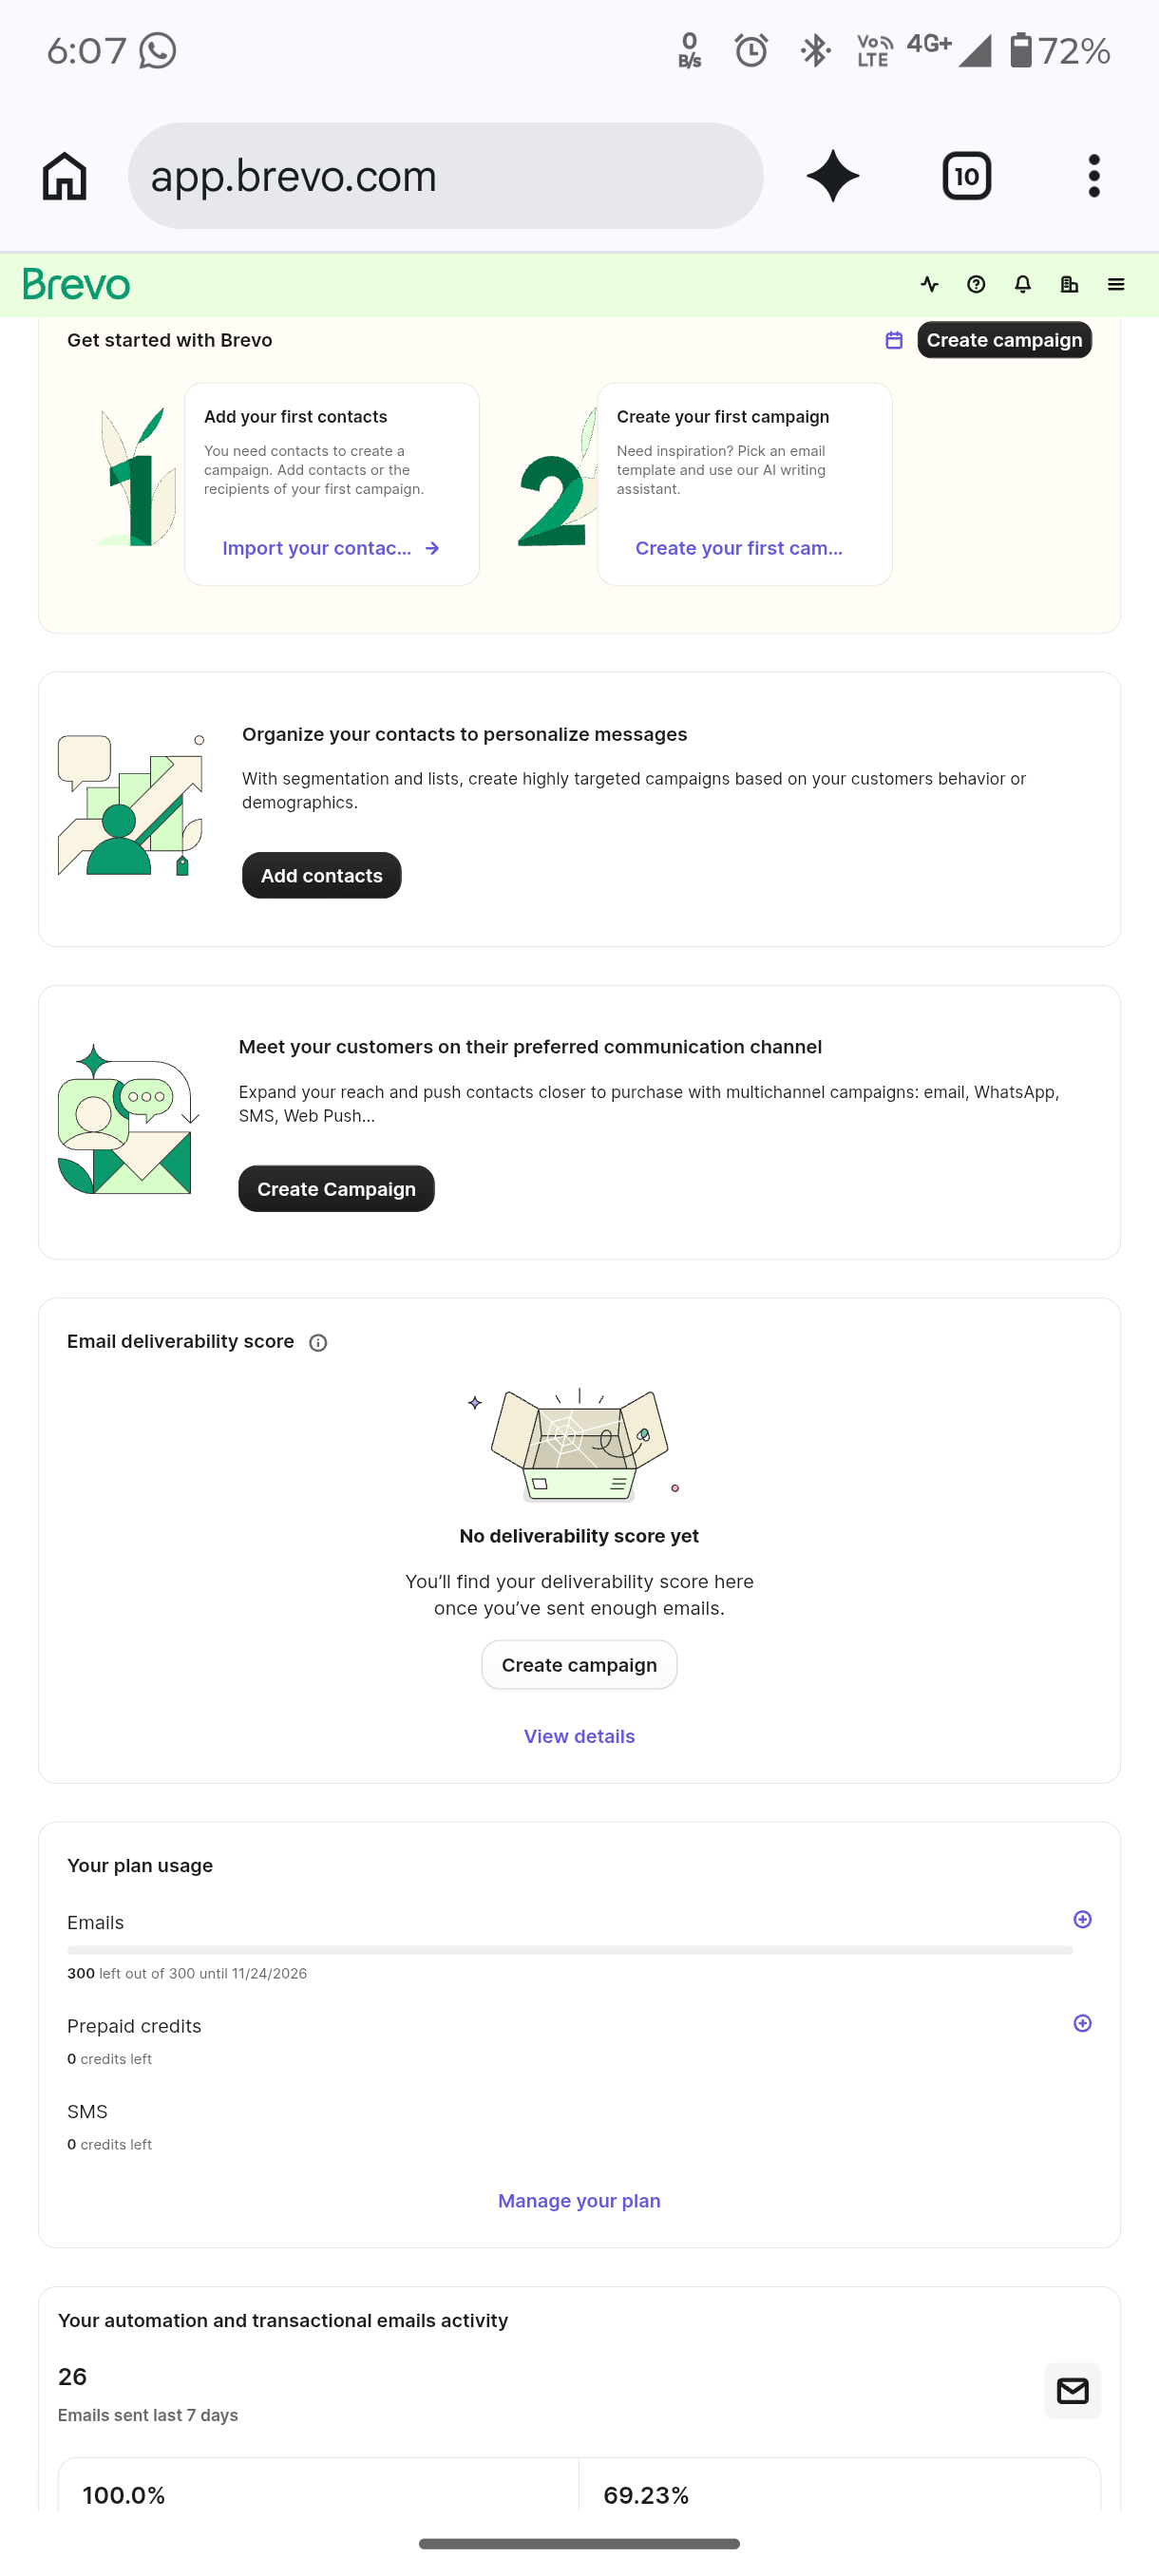 6:07
0
B/s
Vo
LTE
4G+
72%
app.brevo.com
10
Brevo
Get started with Brevo
Create campaign
1
Add your first contacts
You need contacts to create a
campaign. Add contacts or the
recipients of your first campaign.
Import your contac...
2
Create your first campaign
Need inspiration? Pick an email
template and use our AI writing
assistant.
Create your first cam...
Organize your contacts to personalize messages
With segmentation and lists, create highly targeted campaigns based on your customers behavior or
demographics.
Add contacts
Meet your customers on their preferred communication channel
Expand your reach and push contacts closer to purchase with multichannel campaigns: email, WhatsApp,
SMS, Web Push...
Create Campaign
Email deliverability score
No deliverability score yet
You'll find your deliverability score here
once you've sent enough emails.
Create campaign
View details
Your plan usage
Emails
300 left out of 300 until 11/24/2026
Prepaid credits
0 credits left
SMS
0 credits left
Manage your plan
Your automation and transactional emails activity
26
Emails sent last 7 days
100.0%
69.23%